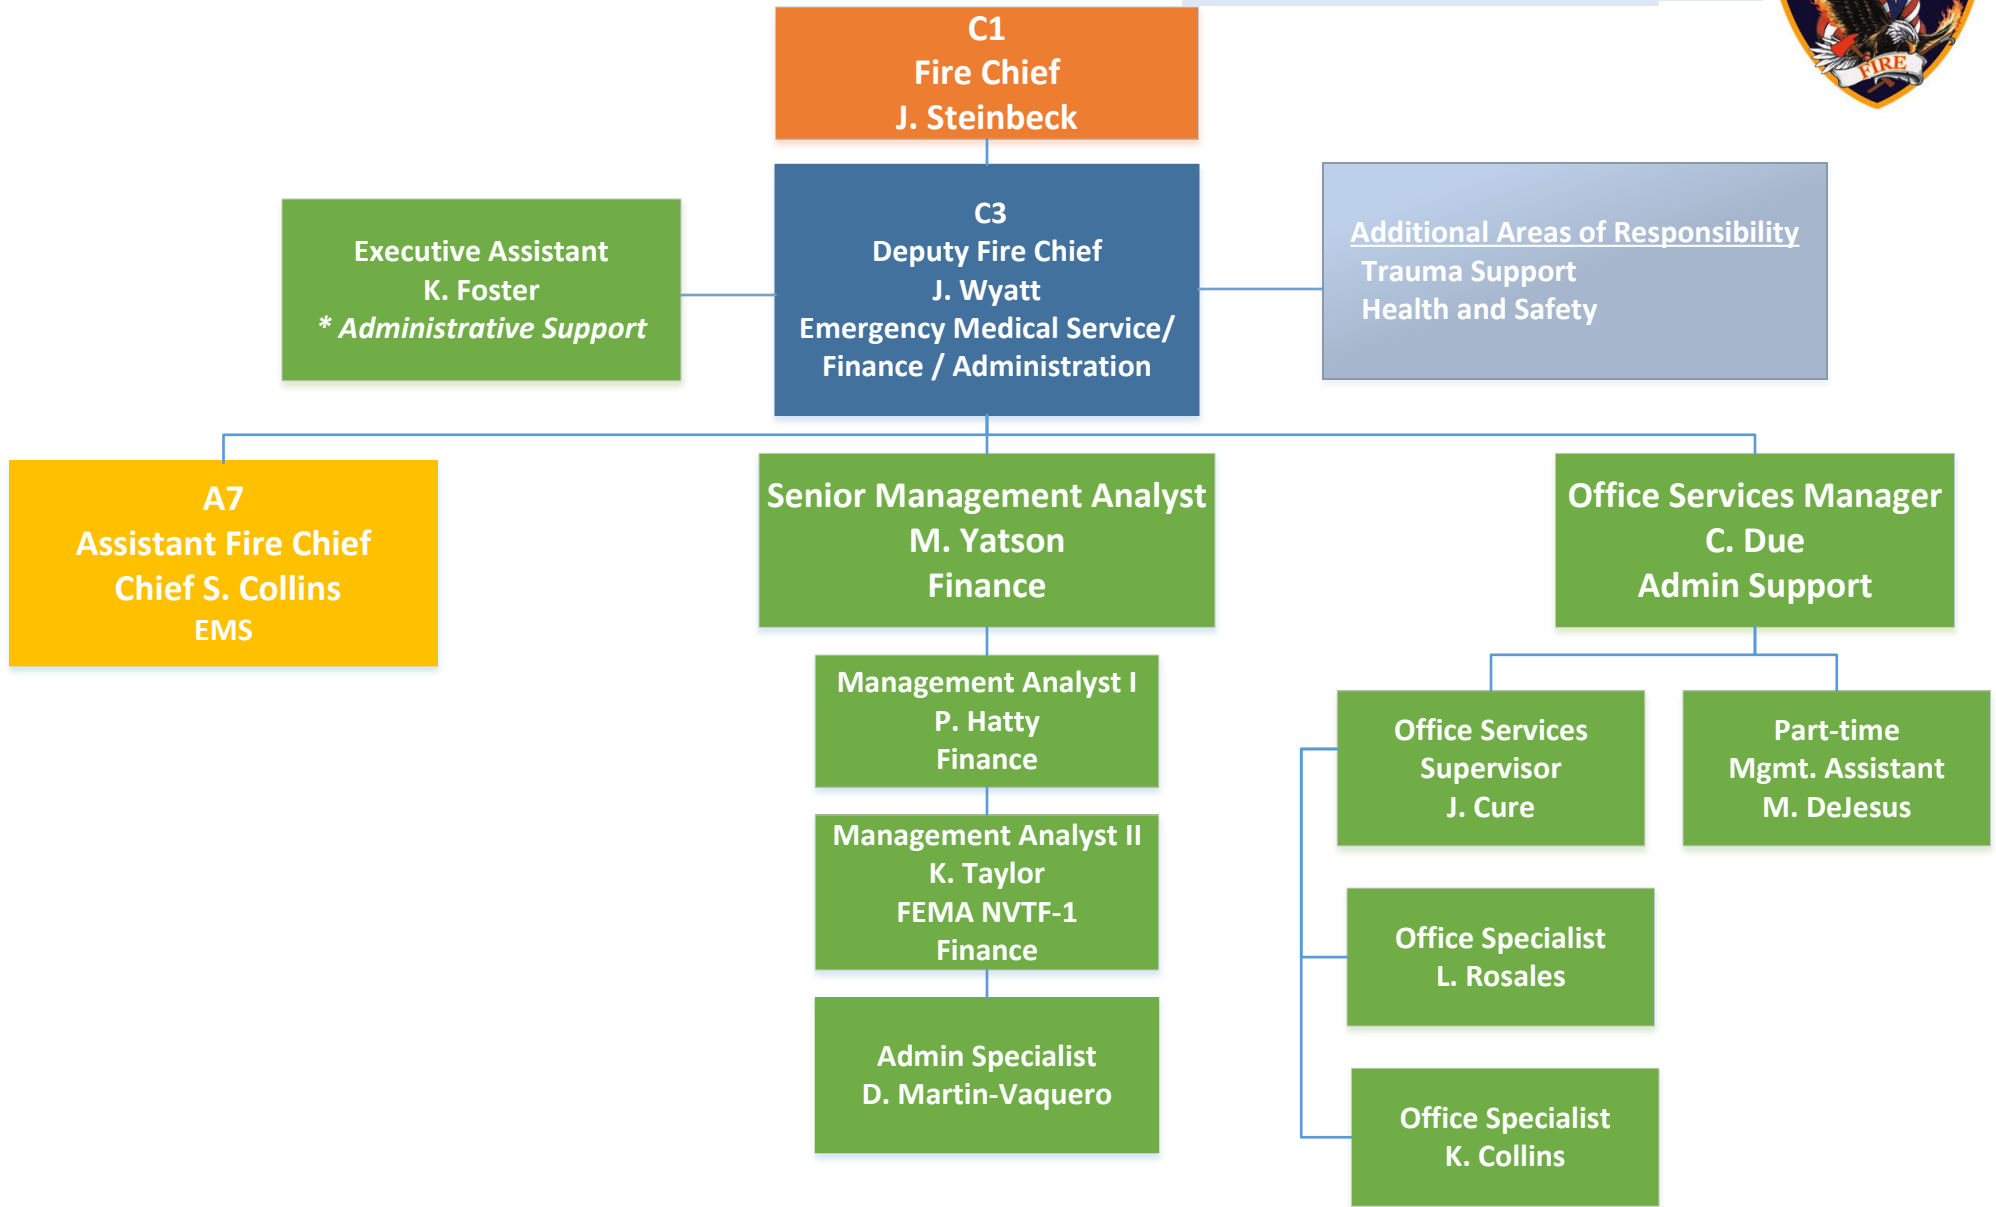 FIRE
C1
Fire Chief
J. Steinbeck
Executive Assistant
K. Foster
* Administrative Support
C3
Deputy Fire Chief
J. Wyatt
Emergency Medical Service/
Finance / Administration
Additional Areas of Responsibility
Trauma Support
Health and Safety
A7
Assistant Fire Chief
Chief S. Collins
EMS
Senior Management Analyst
M. Yatson
Finance
Office Services Manager
C. Due
Admin Support
Management Analyst I
P. Hatty
Finance
Management Analyst II
K. Taylor
FEMA NVTF-1
Finance
Admin Specialist
D. Martin-Vaquero
Office Services
Supervisor
J. Cure
Part-time
Mgmt. Assistant
M. DeJesus
Office Specialist
L. Rosales
Office Specialist
K. Collins